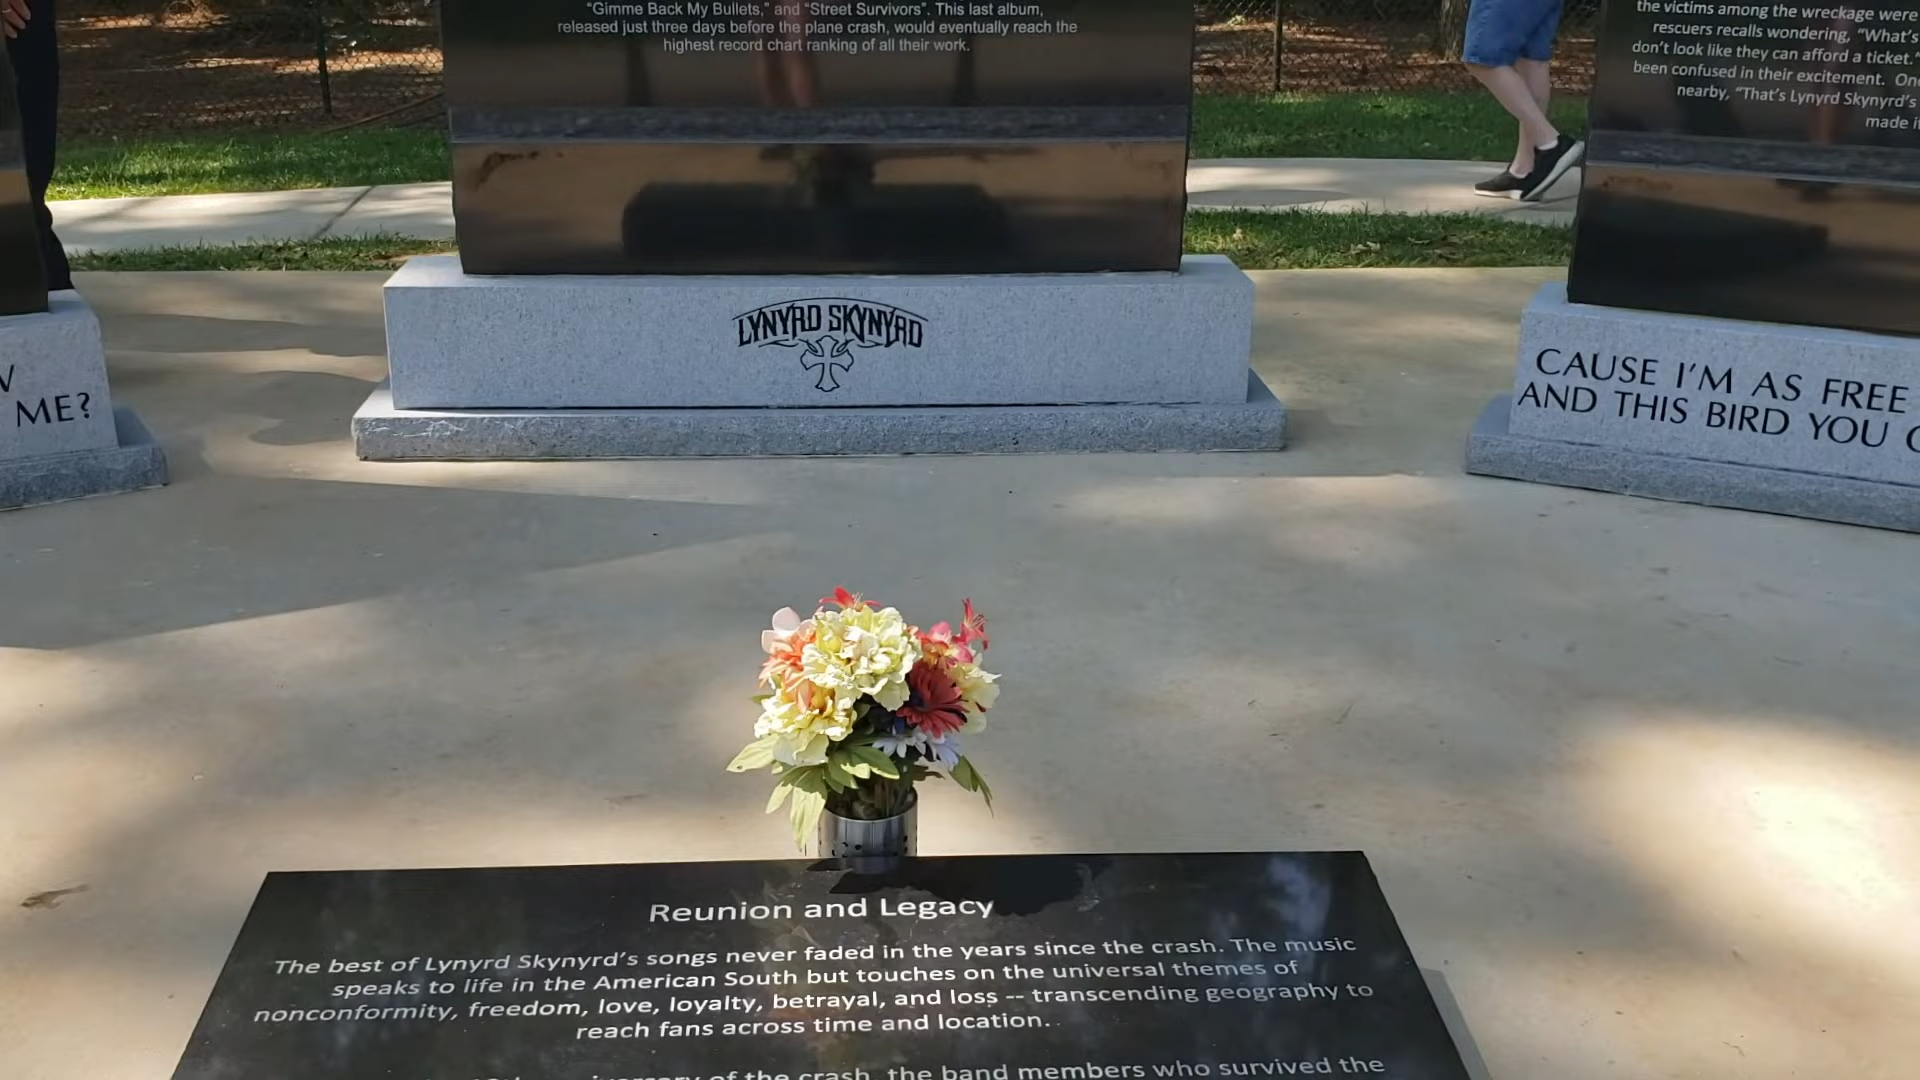 "Gimme Back My Bullets," and "Street Survivors". This last album,
released just three days before the plane crash, would eventually reach the
highest record chart ranking of all their work.
the victims among the wreckage were
rescuers recalls wondering, "What's
don't look like they can afford a ticket."
been confused in their excitement. One
nearby, "That's Lynyrd Skynyrd's
made it
ME?
LYNYRD SKYNYRD
CAUSE I'M AS FREE
AND THIS BIRD YOU
Reunion and Legacy
The best of Lynyrd Skynyrd's songs never faded in the years since the crash. The music
speaks to life in the American South but touches on the universal themes of
nonconformity, freedom, love, loyalty, betrayal, and loss -- transcending geography to
reach fans across time and location.
of the crash, the band members who survived the